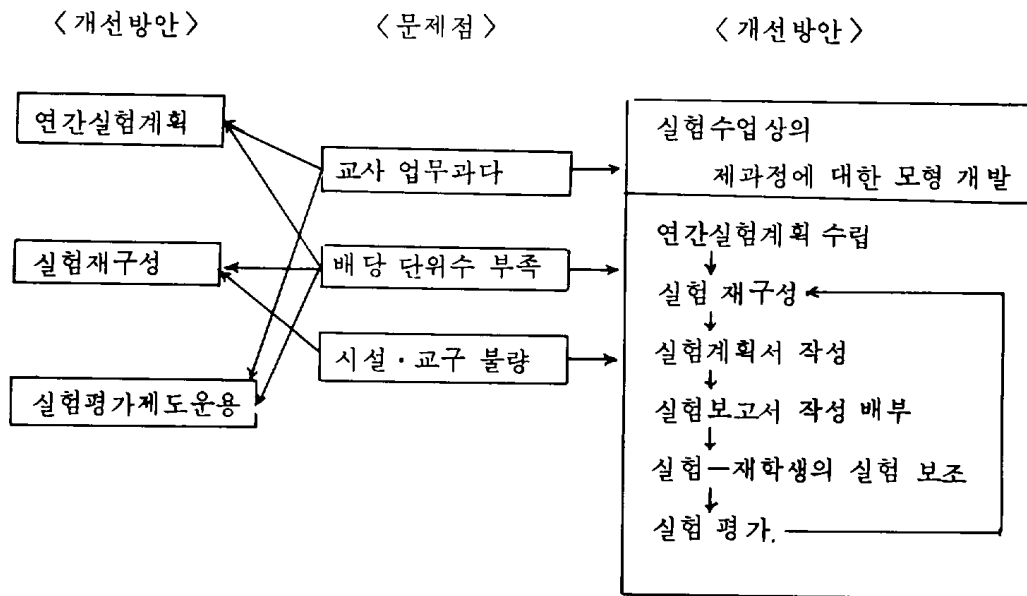 〈개선방안〉
〈문제점〉
〈개선방안〉
연간실험계획
실험재구성
실험평가제도운용
교사 업무과다
배당 단위수 부족
시설·교구 불량
실험수업상의
제과정에 대한 모형 개발
연간실험계획 수립
실험 재구성
실험계획서 작성
실험보고서 작성 배부
실험—재학생의 실험 보조
실험 평가.